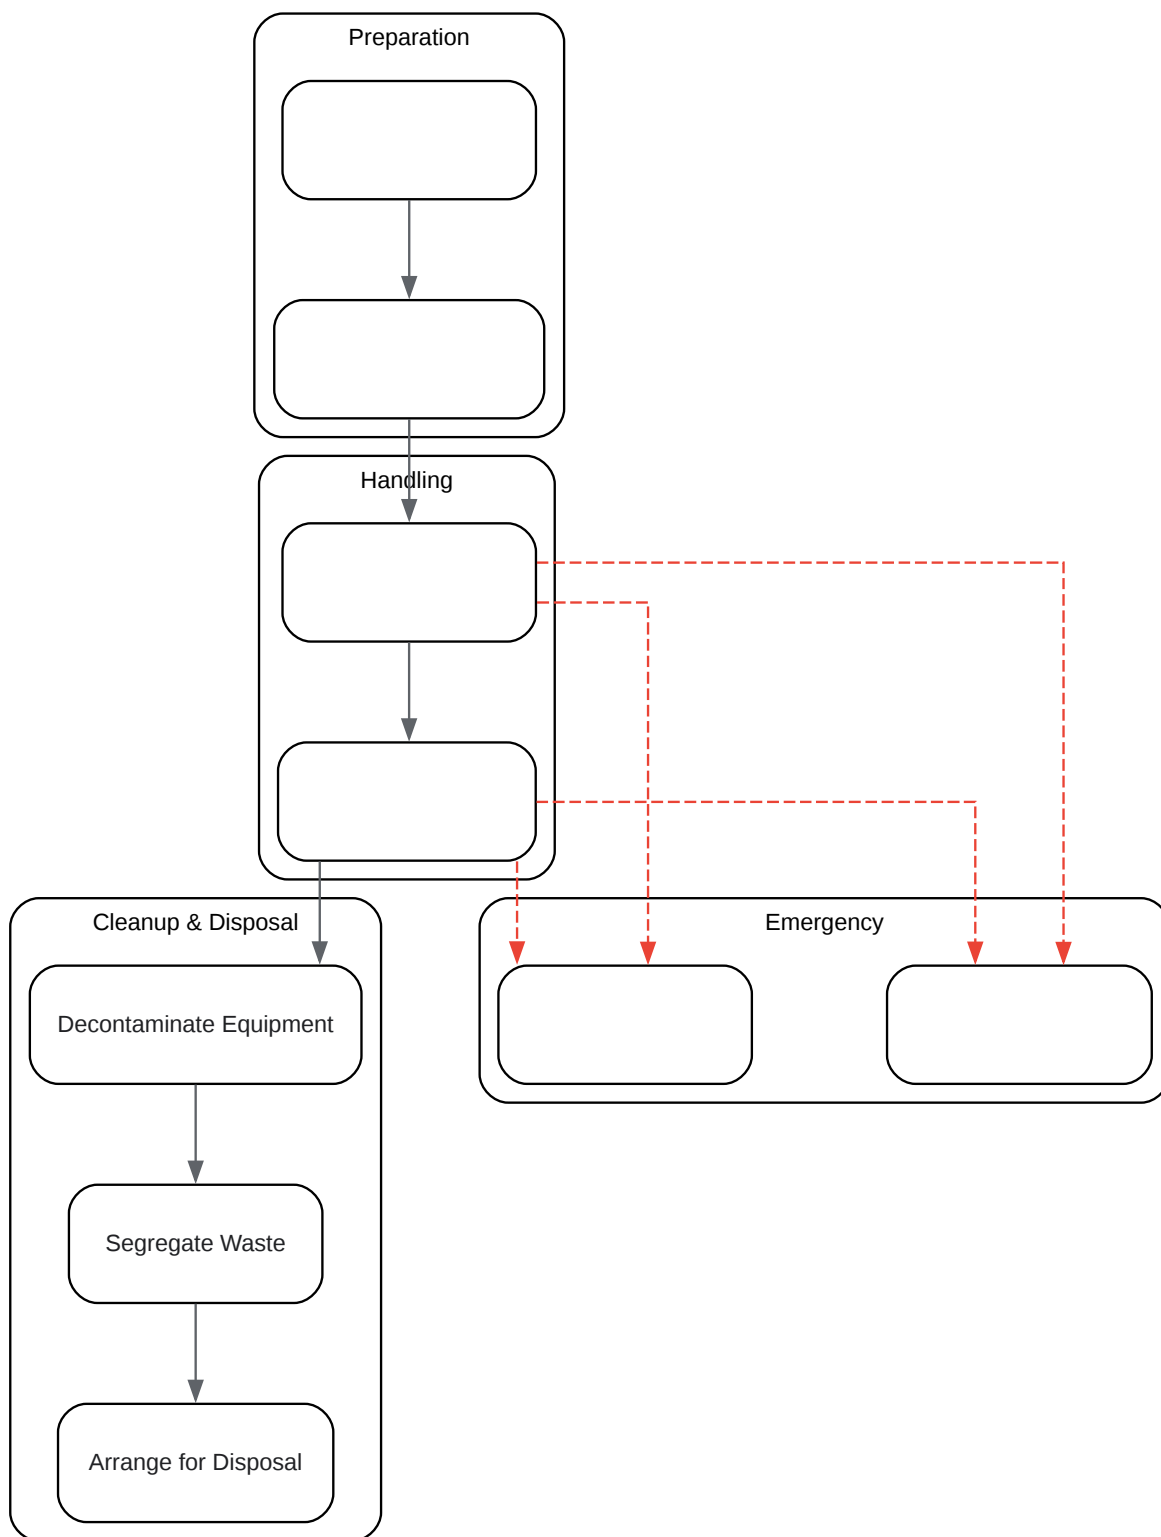 Preparation
Handling
Cleanup & Disposal
Emergency
Decontaminate Equipment
Segregate Waste
Arrange for Disposal